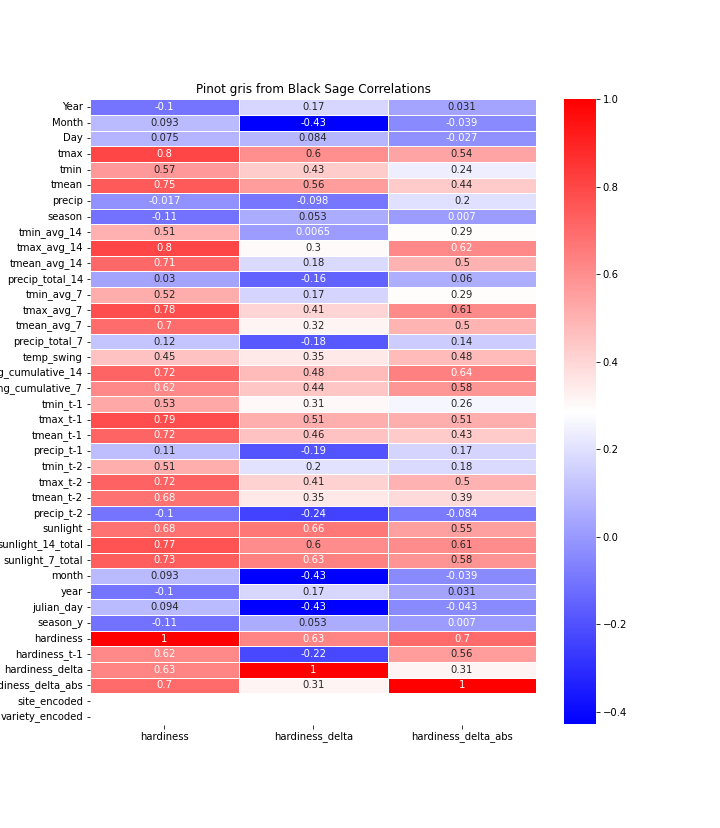 Pinot gris from Black Sage Correlations
Year -0.1 0.17 0.031
Month 0.093 -0.43 -0.039
Day 0.075 0.084 -0.027
tmax 0.8 0.6 0.54
tmin 0.57 0.43 0.24
tmean 0.75 0.56 0.44
precip -0.017 -0.098 0.2
season -0.11 0.053 0.007
tmin_avg_14 0.51 0.0065 0.29
tmax_avg_14 0.8 0.3 0.62
tmean_avg_14 0.71 0.18 0.5
precip_total_14 0.03 -0.16 0.06
tmin_avg_7 0.52 0.17 0.29
tmax_avg_7 0.78 0.41 0.61
tmean_avg_7 0.7 0.32 0.5
precip_total_7 0.12 -0.18 0.14
temp_swing 0.45 0.35 0.48
g_cumulative_14 0.72 0.48 0.64
ng_cumulative_7 0.62 0.44 0.58
tmin_t-1 0.53 0.31 0.26
tmax_t-1 0.79 0.51 0.51
tmean_t-1 0.72 0.46 0.43
precip_t-1 0.11 -0.19 0.17
tmin_t-2 0.51 0.2 0.18
tmax_t-2 0.72 0.41 0.5
tmean_t-2 0.68 0.35 0.39
precip_t-2 -0.1 -0.24 -0.084
sunlight 0.68 0.66 0.55
sunlight_14_total 0.77 0.6 0.61
sunlight_7_total 0.73 0.63 0.58
month 0.093 -0.43 -0.039
year -0.1 0.17 0.031
julian_day 0.094 -0.43 -0.043
season_y -0.11 0.053 0.007
hardiness 1 0.63 0.7
hardiness_t-1 0.62 -0.22 0.56
hardiness_delta 0.63 1 0.31
diness_delta_abs 0.7 0.31 1
site_encoded
variety_encoded
hardiness hardiness_delta hardiness_delta_abs
1.0
0.8
0.6
0.4
0.2
0.0
−0.2
−0.4